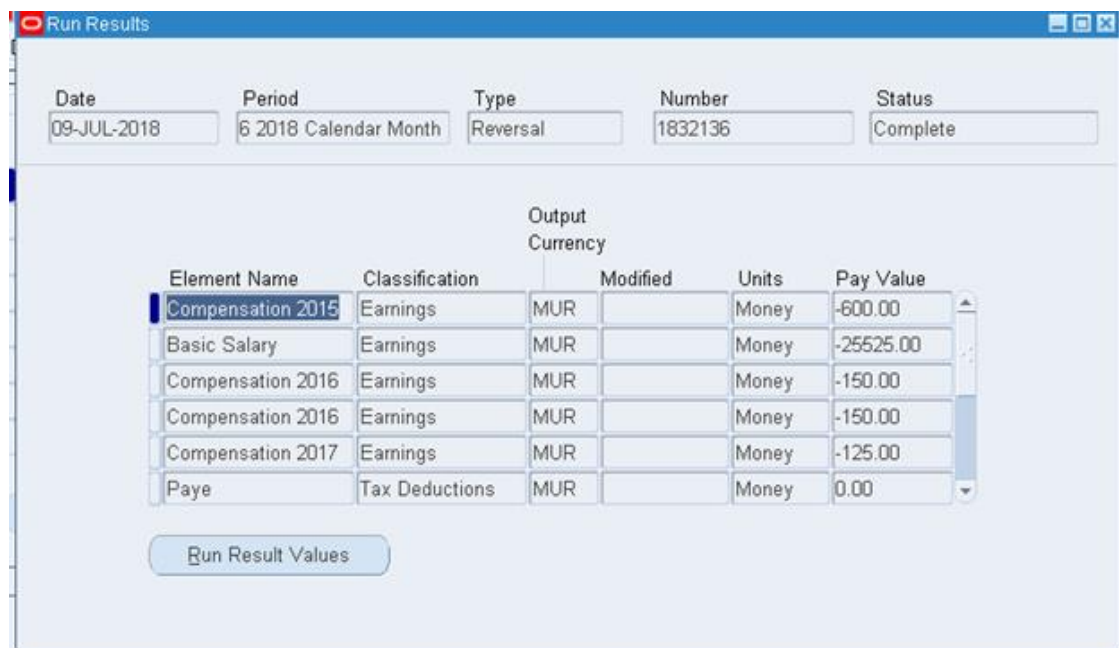 Run Results
Date Period Type Number Status
09-JUL-2018 6 2018 Calendar Month Reversal 1832136 Complete
Output
Currency
Element Name Classification Modified Units Pay Value
Compensation 2015 Earnings MUR Money -600.00
Basic Salary Earnings MUR Money -25525.00
Compensation 2016 Earnings MUR Money -150.00
Compensation 2016 Earnings MUR Money -150.00
Compensation 2017 Earnings MUR Money -125.00
Paye Tax Deductions MUR Money 0.00
Run Result Values